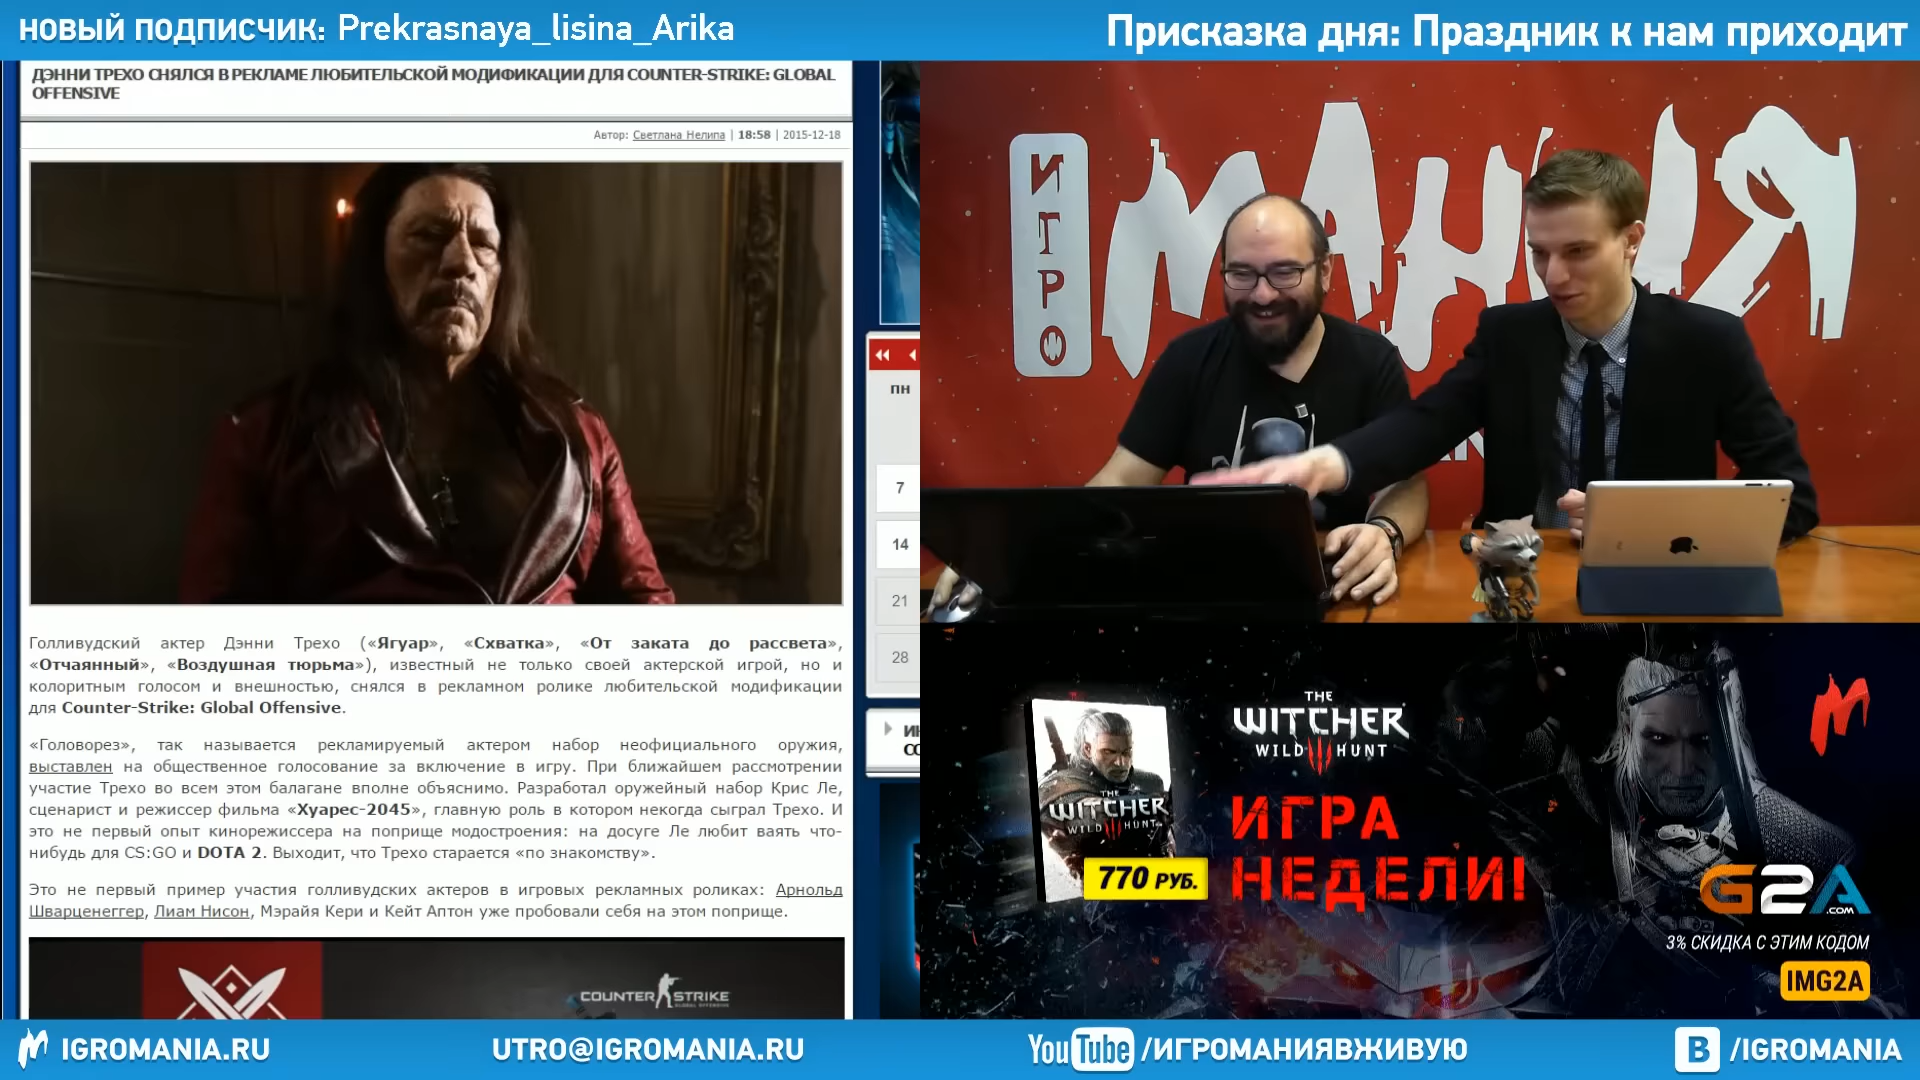 НОВЫЙ ПОДПИСЧИК: Prekrasnaya_lisina_Arika
Присказка дня: Праздник к нам приходит
ДЭННИ ТРЕХО СНЯЛСЯ В РЕКЛАМЕ ЛЮБИТЕЛЬСКОЙ МОДИФИКАЦИИ ДЛЯ COUNTER-STRIKE: GLOBAL
OFFENSIVE
Автор: Светлана Нелипа | 18:58 | 2015-12-18
Голливудский актер Дэнни Трехо («Ягуар», «Схватка», «От заката до рассвета»,
«Отчаянный», «Воздушная тюрьма»), известный не только своей актерской игрой, но и
колоритным голосом и внешностью, снялся в рекламном ролике любительской модификации
для Counter-Strike: Global Offensive.
«Головорез», так называется рекламируемый актером набор неофициального оружия,
выставлен на общественное голосование за включение в игру. При ближайшем рассмотрении
участие Трехо во всем этом балагане вполне объяснимо. Разработал оружейный набор Крис Ле,
сценарист и режиссер фильма «Хуарес-2045», главную роль в котором некогда сыграл Трехо. И
это не первый опыт кинорежиссера на поприще модостроения: на досуге Ле любит ваять что-
нибудь для CS:GO и DOTA 2. Выходит, что Трехо старается «по знакомству».
Это не первый пример участия голливудских актеров в игровых рекламных роликах: Арнольд
Шварценеггер, Лиам Нисон, Мэрайя Кери и Кейт Аптон уже пробовали себя на этом поприще.
COUNTER STRIKE
GLOBAL OFFENSIVE
ПН
7
14
21
28
ИГРО
МАНИЯ
THE
WITCHER
WILD HUNT
THE
WITCHER
WILD HUNT
770 РУБ.
ИГРА
НЕДЕЛИ!
G2A
.COM
3% СКИДКА С ЭТИМ КОДОМ
IMG2A
IGROMANIA.RU
UTRO@IGROMANIA.RU
YouTube /ИГРОМАНИЯВЖИВУЮ
B /IGROMANIA